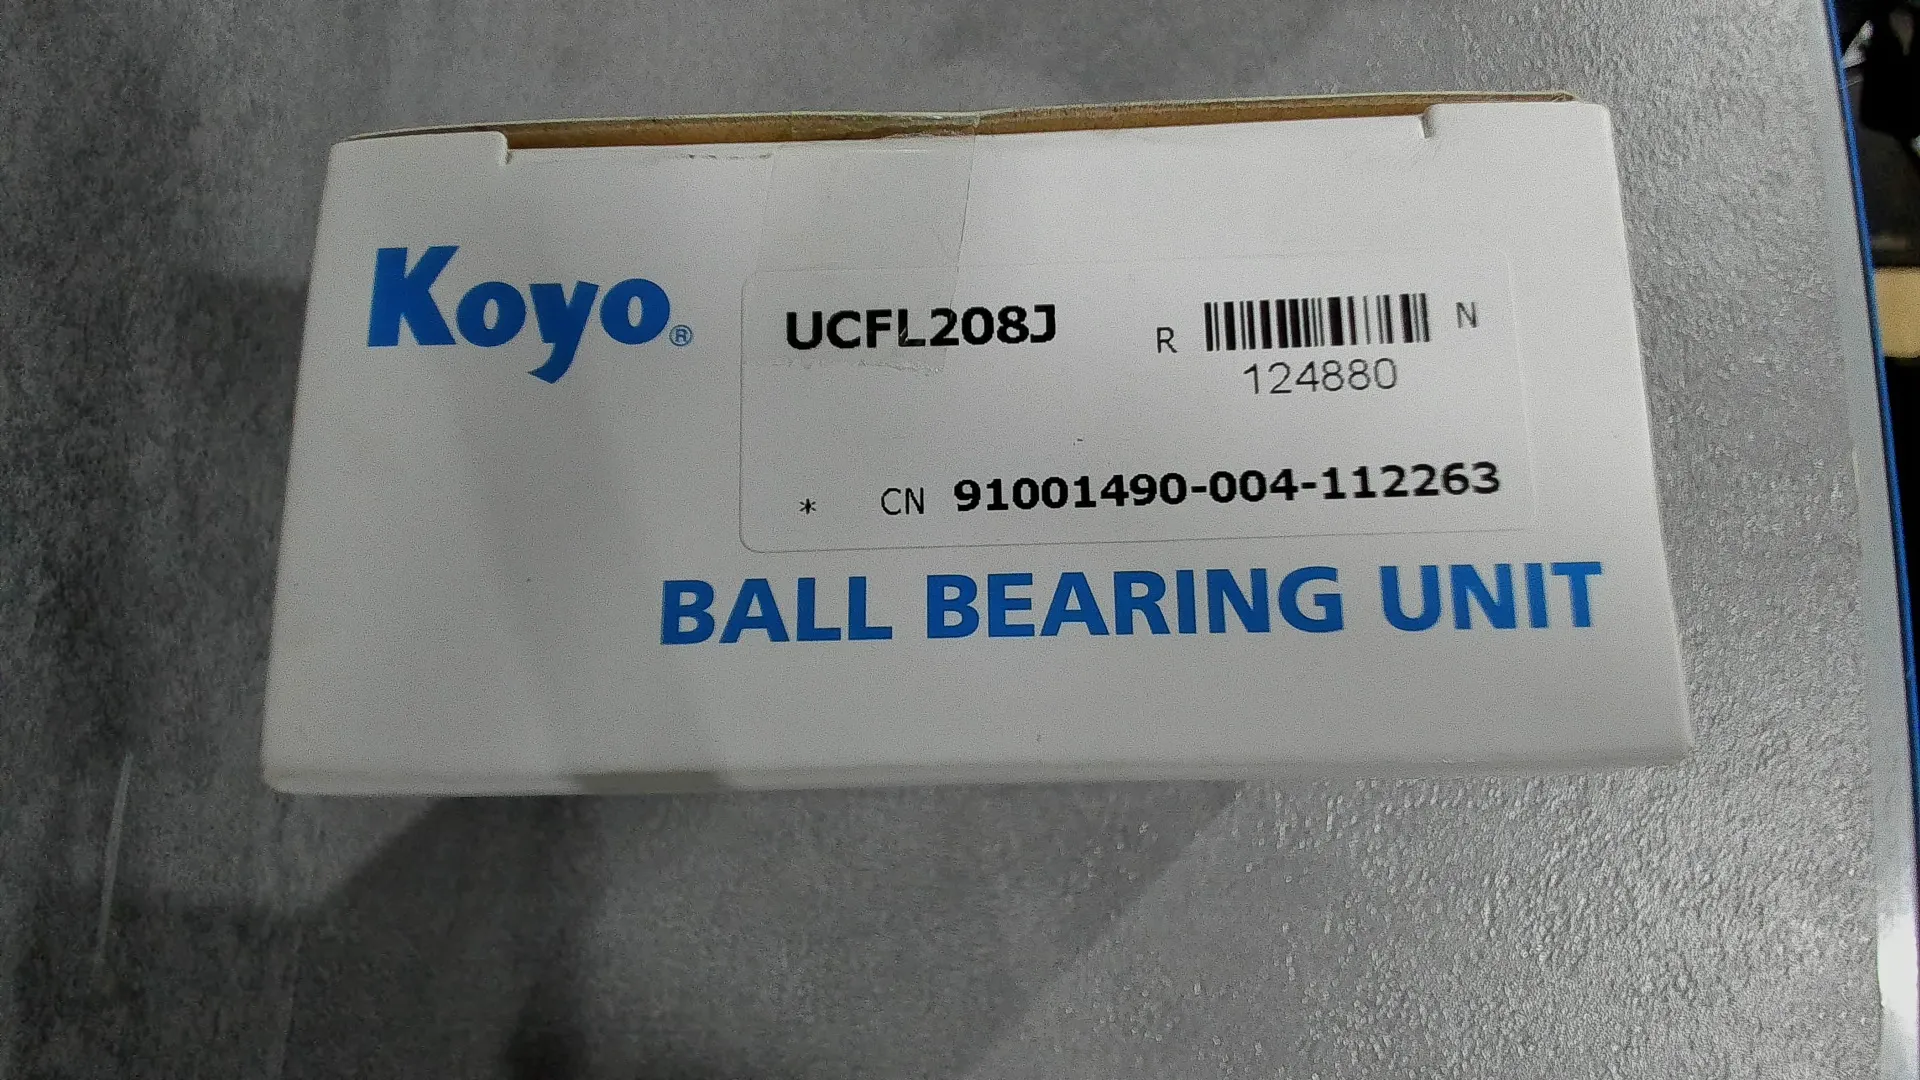 Koyo®
UCFL208J
R N
124880
* CN 91001490-004-112263
BALL BEARING UNIT